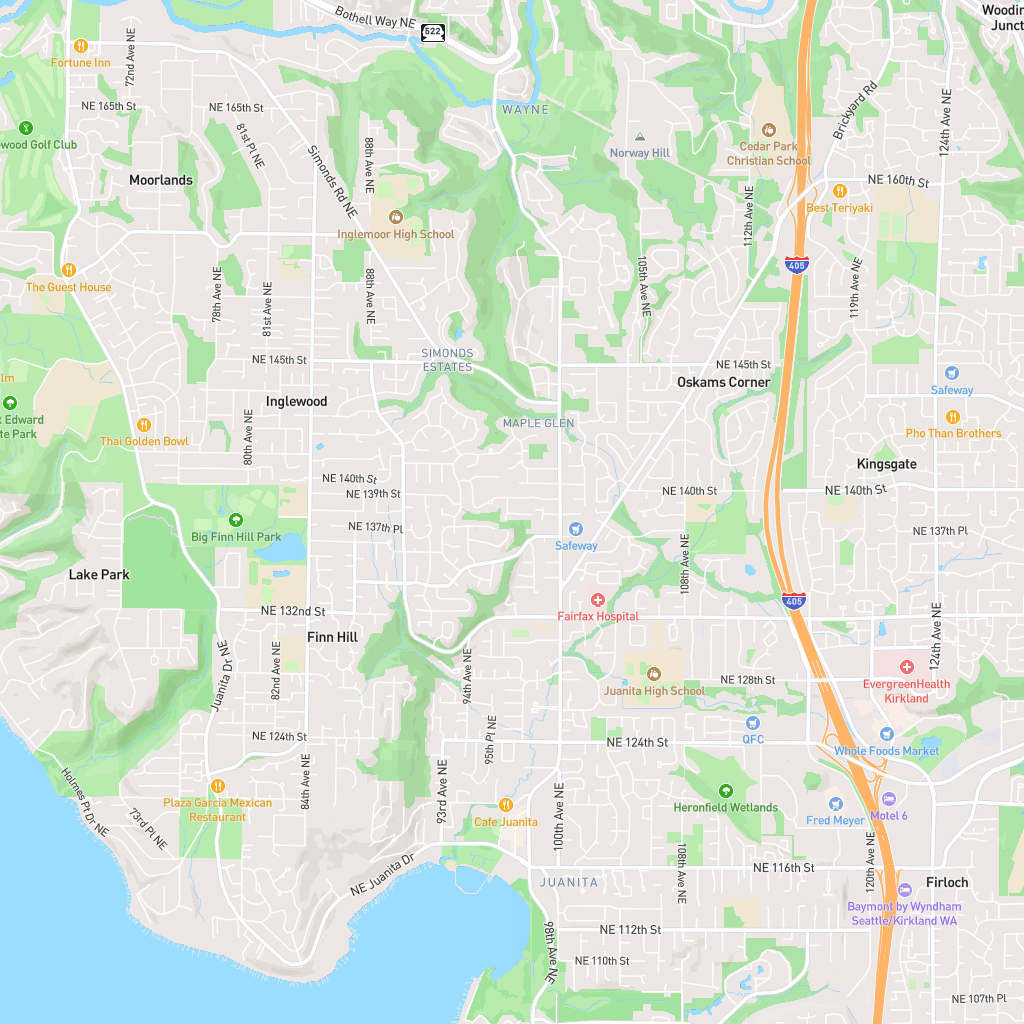 Bothell Way NE
522
Woodin
Junct
Fortune Inn
72nd Ave NE
NE 165th St
NE 165th St
81st Pl NE
Simonds Rd NE
88th Ave NE
WAYNE
Norway Hill
Cedar Park
Christian School
Brickyard Rd
124th Ave NE
ewood Golf Club
Moorlands
Inglemoor High School
NE 160th St
Best Teriyaki
112th Ave NE
405
The Guest House
78th Ave NE
81st Ave NE
88th Ave NE
105th Ave NE
119th Ave NE
NE 145th St
SIMONDS
ESTATES
NE 145th St
Oskams Corner
Safeway
lm
t Edward
te Park
Inglewood
Thai Golden Bowl
80th Ave NE
MAPLE GLEN
Pho Than Brothers
Kingsgate
NE 140th St
NE 139th St
NE 140th St
NE 140th St
Big Finn Hill Park
NE 137th Pl
Safeway
NE 137th Pl
108th Ave NE
Lake Park
NE 132nd St
Fairfax Hospital
405
124th Ave NE
Finn Hill
Juanita Dr NE
82nd Ave NE
94th Ave NE
Juanita High School
NE 128th St
EvergreenHealth
Kirkland
95th Pl NE
NE 124th St
NE 124th St
QFC
Whole Foods Market
Holmes Pt Dr NE
73rd Pl NE
84th Ave NE
Plaza Garcia Mexican
Restaurant
93rd Ave NE
Cafe Juanita
100th Ave NE
Heronfield Wetlands
Fred Meyer
Motel 6
NE Juanita Dr
108th Ave NE
NE 116th St
120th Ave NE
JUANITA
Firloch
Baymont by Wyndham
Seattle/Kirkland WA
98th Ave NE
NE 112th St
NE 110th St
NE 107th Pl